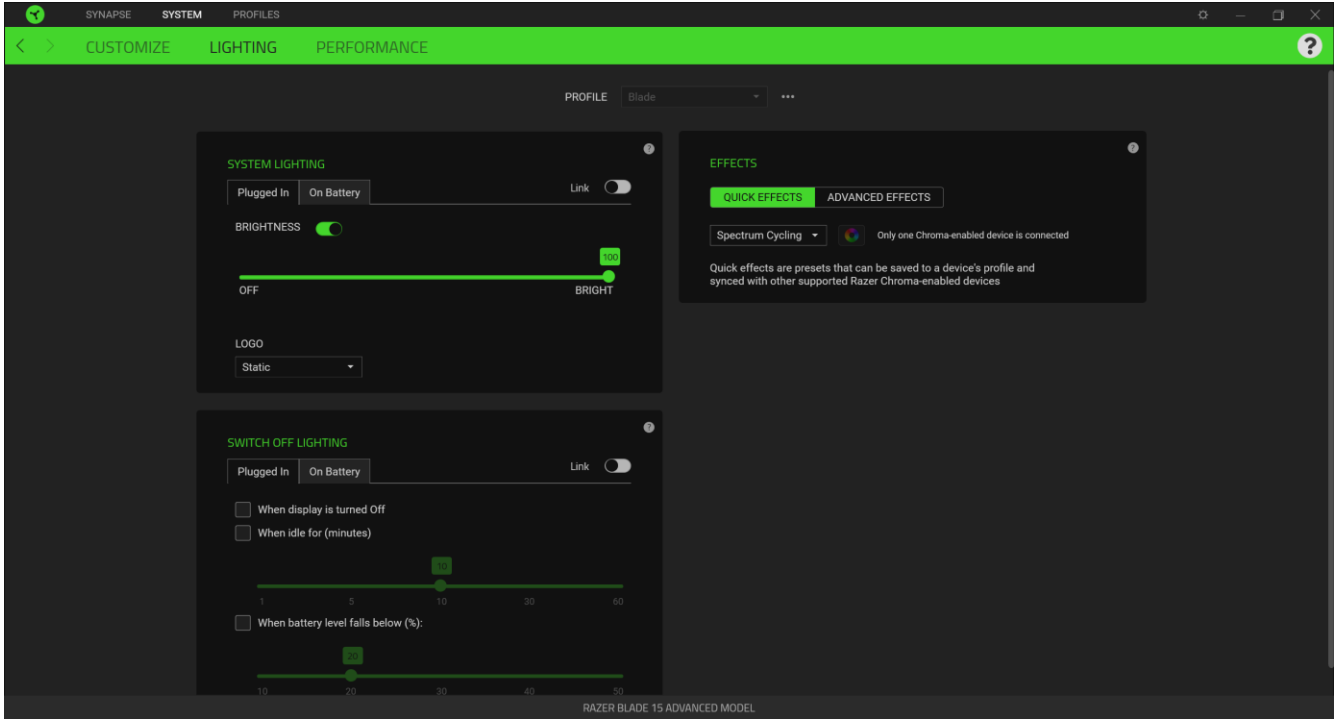 SYNAPSE SYSTEM PROFILES
CUSTOMIZE LIGHTING PERFORMANCE ?
PROFILE Blade
SYSTEM LIGHTING ?
Plugged In On Battery Link
BRIGHTNESS
100
OFF BRIGHT
LOGO
Static
EFFECTS ?
QUICK EFFECTS ADVANCED EFFECTS
Spectrum Cycling Only one Chroma-enabled device is connected
Quick effects are presets that can be saved to a device's profile and
synced with other supported Razer Chroma-enabled devices
SWITCH OFF LIGHTING ?
Plugged In On Battery Link
When display is turned Off
When idle for (minutes)
10
1 5 10 30 60
When battery level falls below (%):
20
10 20 30 40 50
RAZER BLADE 15 ADVANCED MODEL